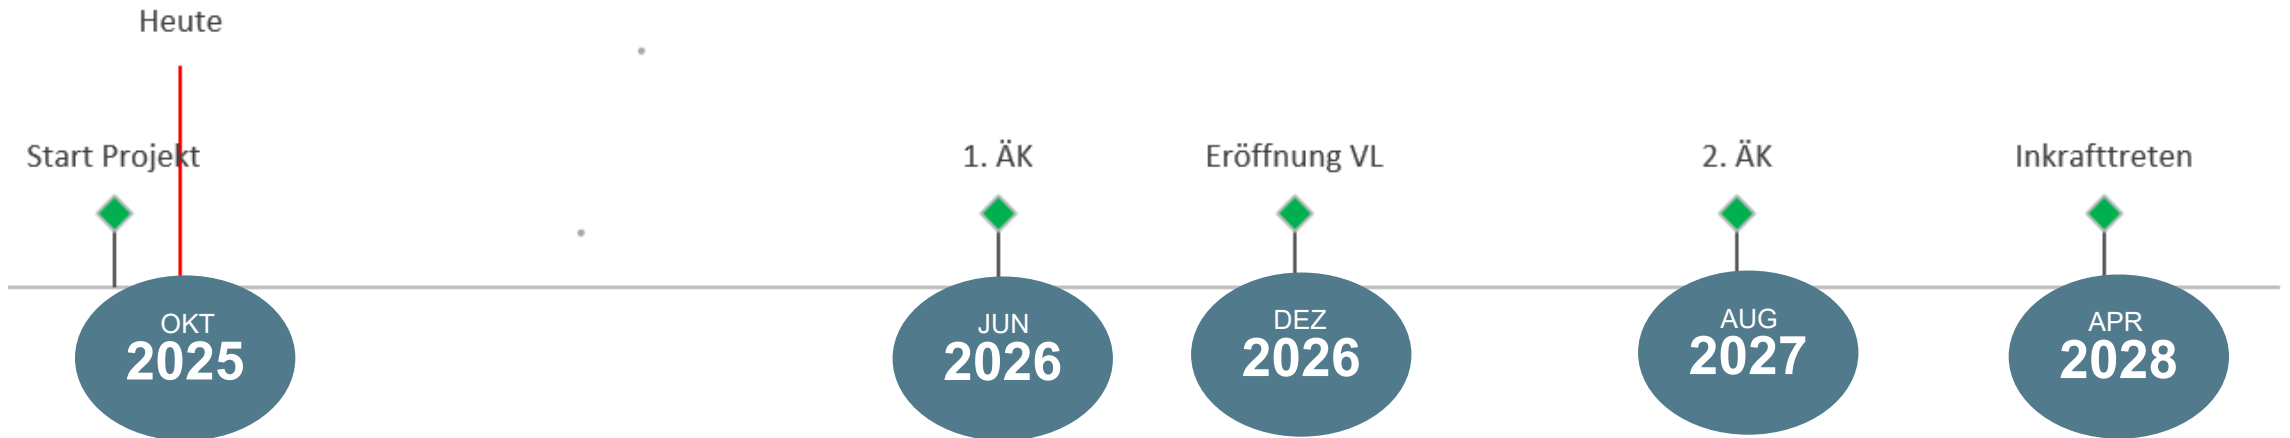 Heute
Start Projekt
1. ÄK
Eröffnung VL
2. ÄK
Inkrafttreten
OKT
2025
JUN
2026
DEZ
2026
AUG
2027
APR
2028